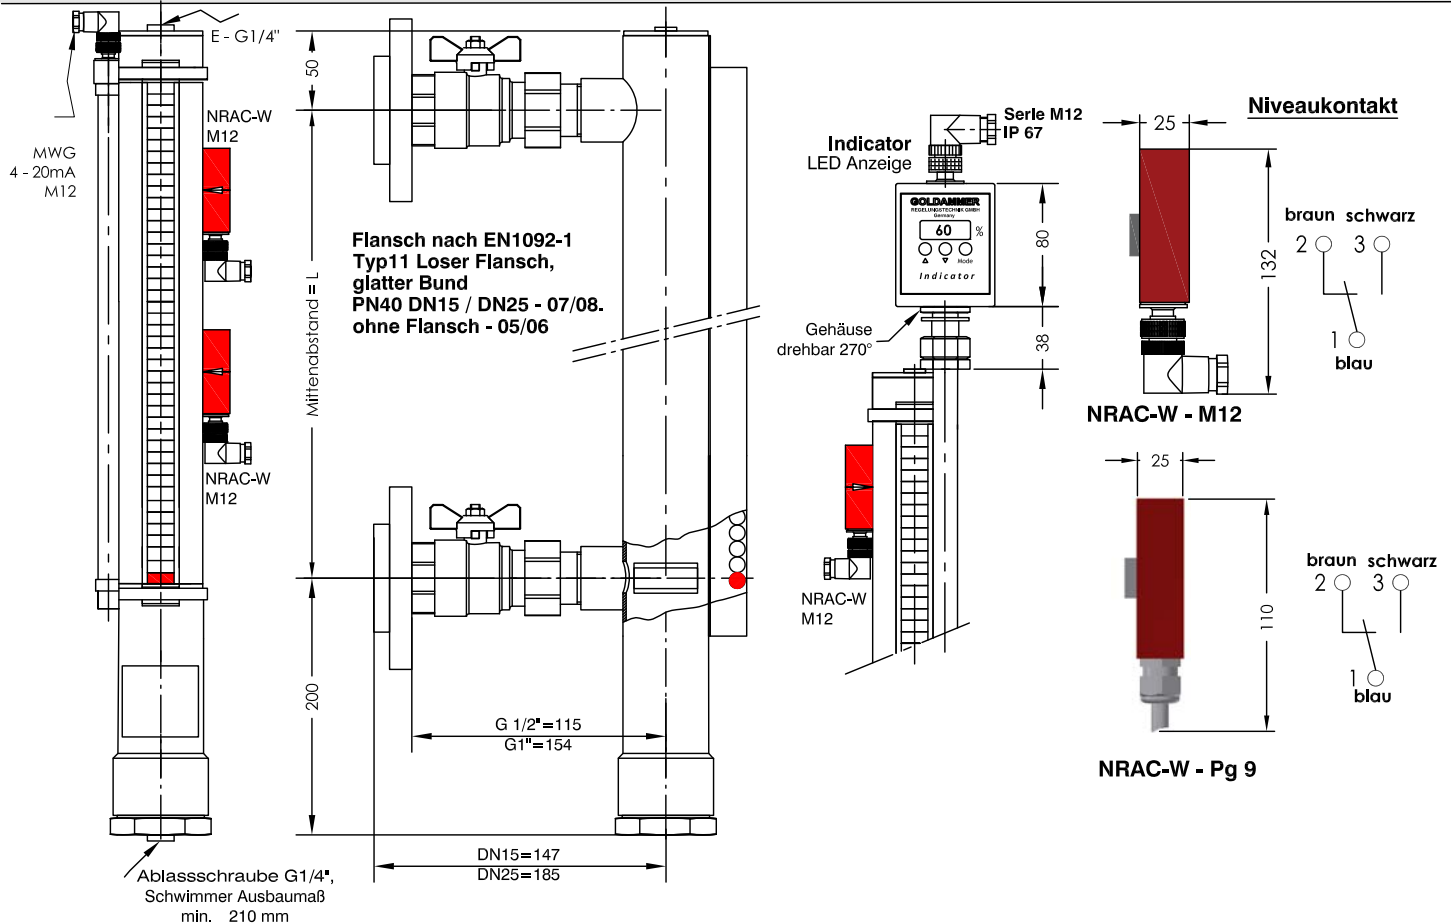 E - G1/4"
MWG
4 - 20mA
M12
NRAC-W
M12
NRAC-W
M12
Ablassschraube G1/4",
Schwimmer Ausbaumaß
min. 210 mm
50
Mittenabstand = L
200
Flansch nach EN1092-1
Typ11 Loser Flansch,
glatter Bund
PN40 DN15 / DN25 - 07/08.
ohne Flansch - 05/06
G 1/2"=115
G1"=154
DN15=147
DN25=185
Indicator
LED Anzeige
Serie M12
IP 67
GOLDAMMER
REGELUNGSTECHNIK GMBH
Germany
60 %
Mode
Indicator
80
38
Gehäuse
drehbar 270°
NRAC-W
M12
Niveaukontakt
25
132
braun schwarz
2 3
1
blau
NRAC-W - M12
25
110
braun schwarz
2 3
1
blau
NRAC-W - Pg 9